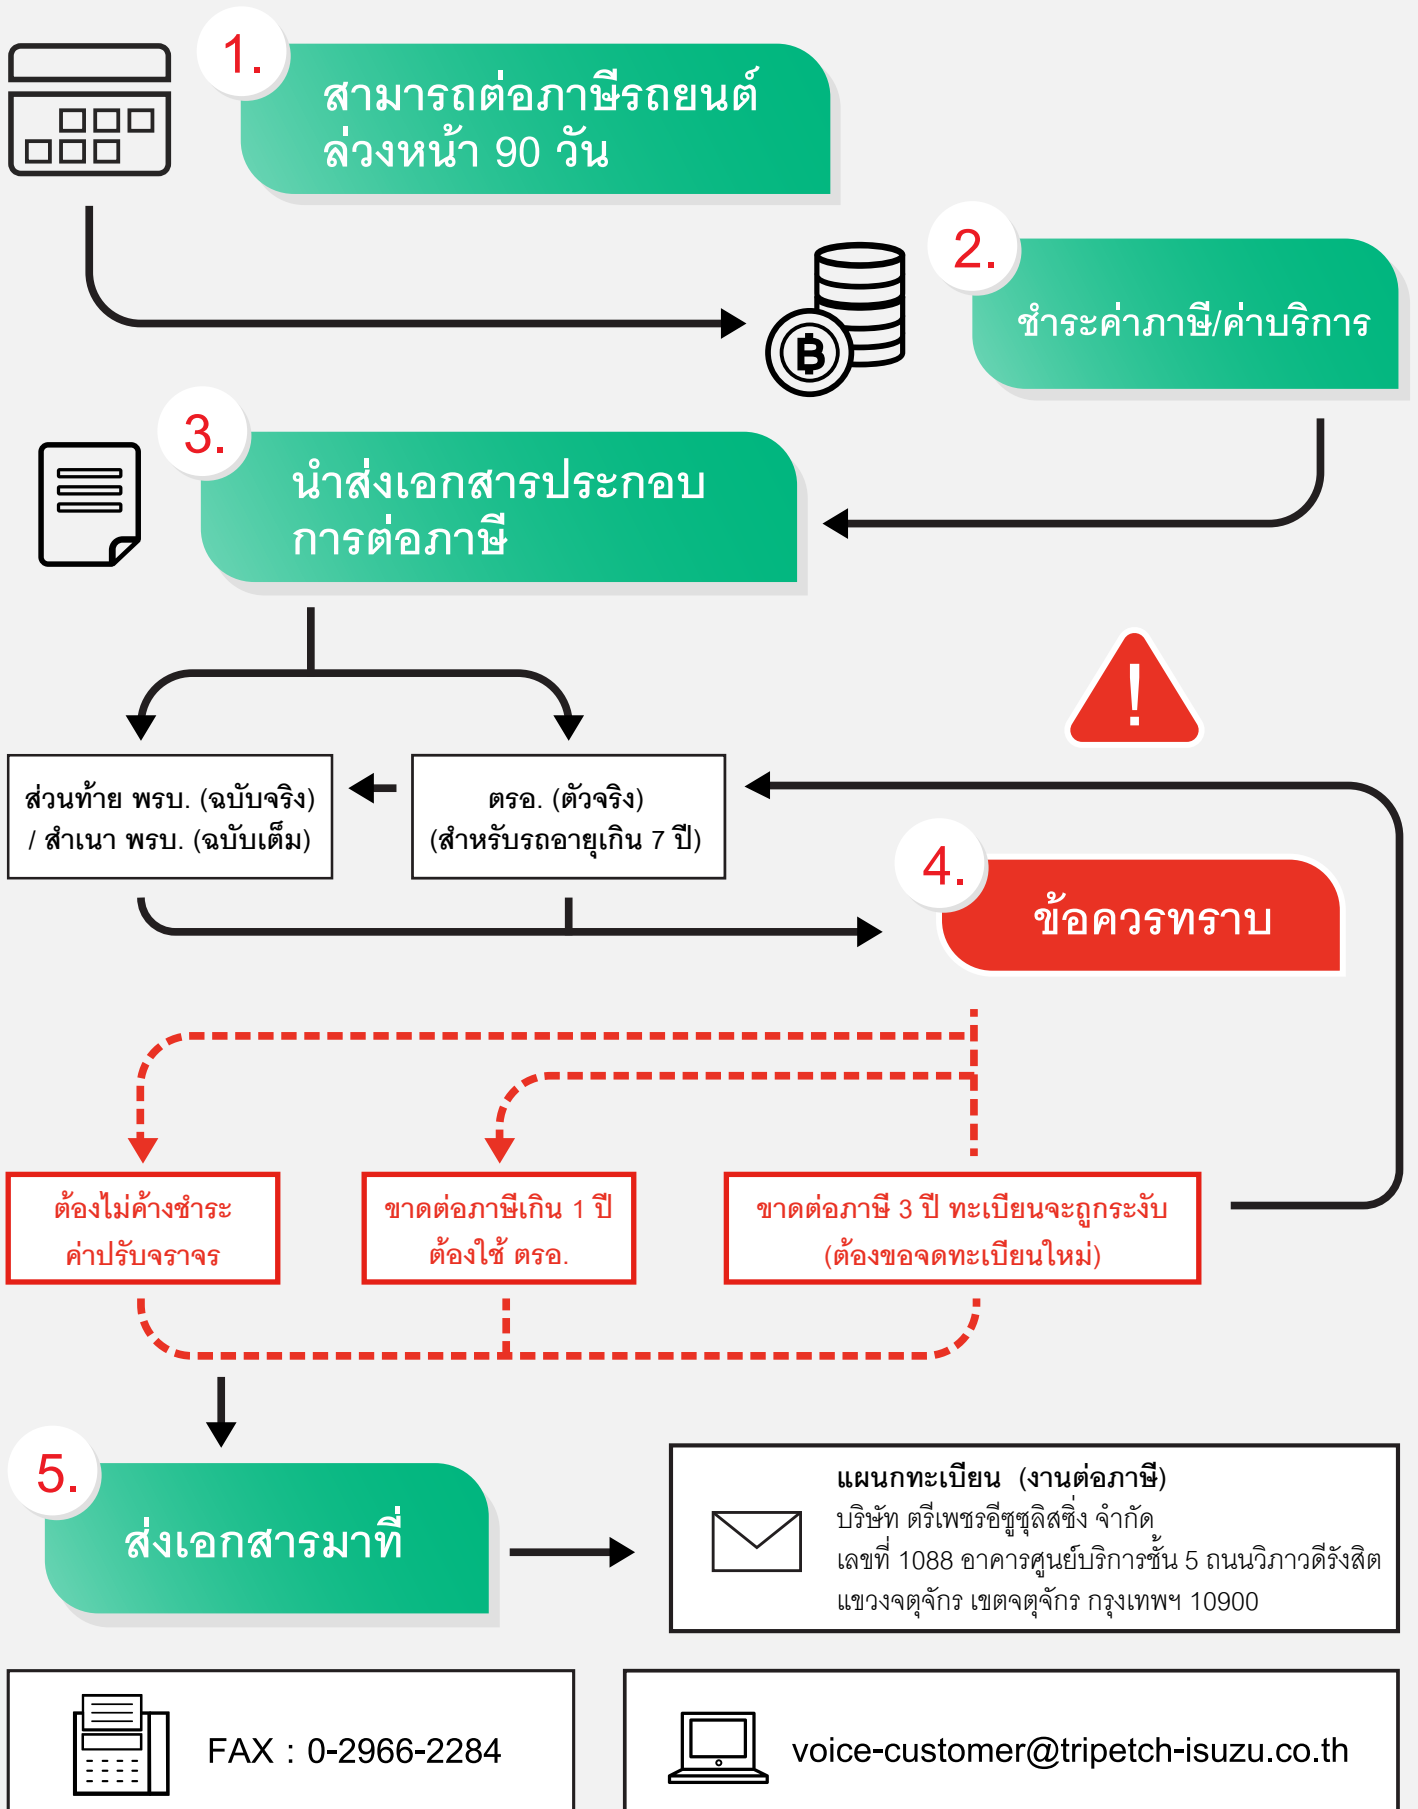 1.
สามารถต่อภาษีรถยนต์
ล่วงหน้า 90 วัน
2.
ชำระค่าภาษี/ค่าบริการ
3.
นำส่งเอกสารประกอบ
การต่อภาษี
!
ส่วนท้าย พรบ. (ฉบับจริง)
/ สำเนา พรบ. (ฉบับเต็ม)
ตรอ. (ตัวจริง)
(สำหรับรถอายุเกิน 7 ปี)
4.
ข้อควรทราบ
ต้องไม่ค้างชำระ
ค่าปรับจราจร
ขาดต่อภาษีเกิน 1 ปี
ต้องใช้ ตรอ.
ขาดต่อภาษี 3 ปี ทะเบียนจะถูกระงับ
(ต้องขอจดทะเบียนใหม่)
5.
ส่งเอกสารมาที่
แผนกทะเบียน (งานต่อภาษี)
บริษัท ตรีเพชรอีซูซุลิสซิ่ง จำกัด
เลขที่ 1088 อาคารศูนย์บริการชั้น 5 ถนนวิภาวดีรังสิต
แขวงจตุจักร เขตจตุจักร กรุงเทพฯ 10900
FAX : 0-2966-2284
voice-customer@tripetch-isuzu.co.th